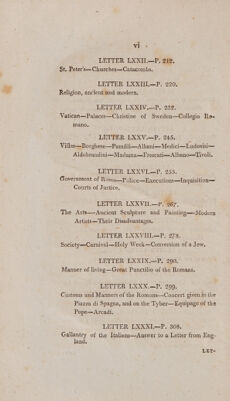 vi
LETTER LXXII.—P. 212.
St. Peter's—Churches—Catacombs.
LETTER LXXIII.—P. 220.
Religion, ancient and modern.
LETTER LXXIV.—P. 232.
Vatican—Palaces—Christine of Sweden—Collegio Ro-
mano.
LETTER LXXV.—P. 245.
Villas—Borghese—Pamfili—Albani—Medici—Ludovisi—
Aldobrandini—Madama—Frascati—Albano—Tivoli.
LETTER LXXVI.—P. 255.
Government of Rome—Police—Executions—Inquisition—
Courts of Justice.
LETTER LXXVII.—P. 267.
The Arts—Ancient Sculpture and Painting—Modern
Artists—Their Disadvantages.
LETTER LXXVIII.—P. 278.
Society—Carnival—Holy Week—Conversion of a Jew.
LETTER LXXIX.—P. 290.
Manner of living—Great Punctilio of the Romans.
LETTER LXXX.—P. 299.
Customs and Manners of the Romans—Concert given in the
Piazza di Spagna, and on the Tyber—Equipage of the
Pope—Arcadi.
LETTER LXXXI.—P. 308.
Gallantry of the Italians—Answer to a Letter from Eng-
land.
LET-